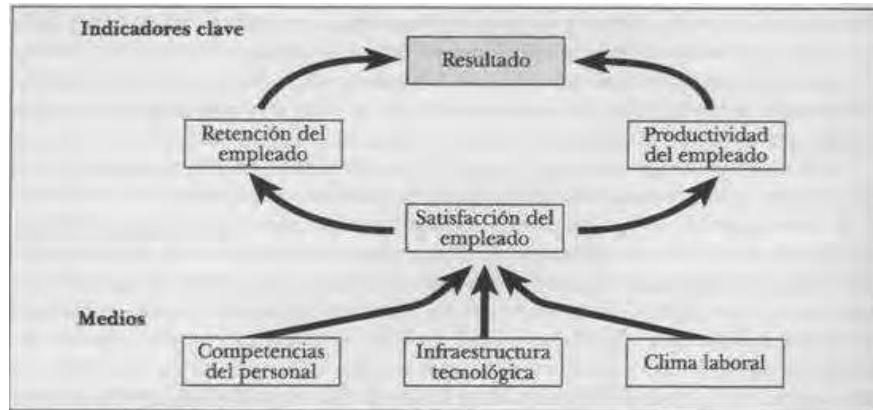 Indicadores clave
Resultado
Retención del
empleado
Productividad
del empleado
Satisfacción del
empleado
Medios
Competencias
del personal
Infraestructura
tecnológica
Clima laboral